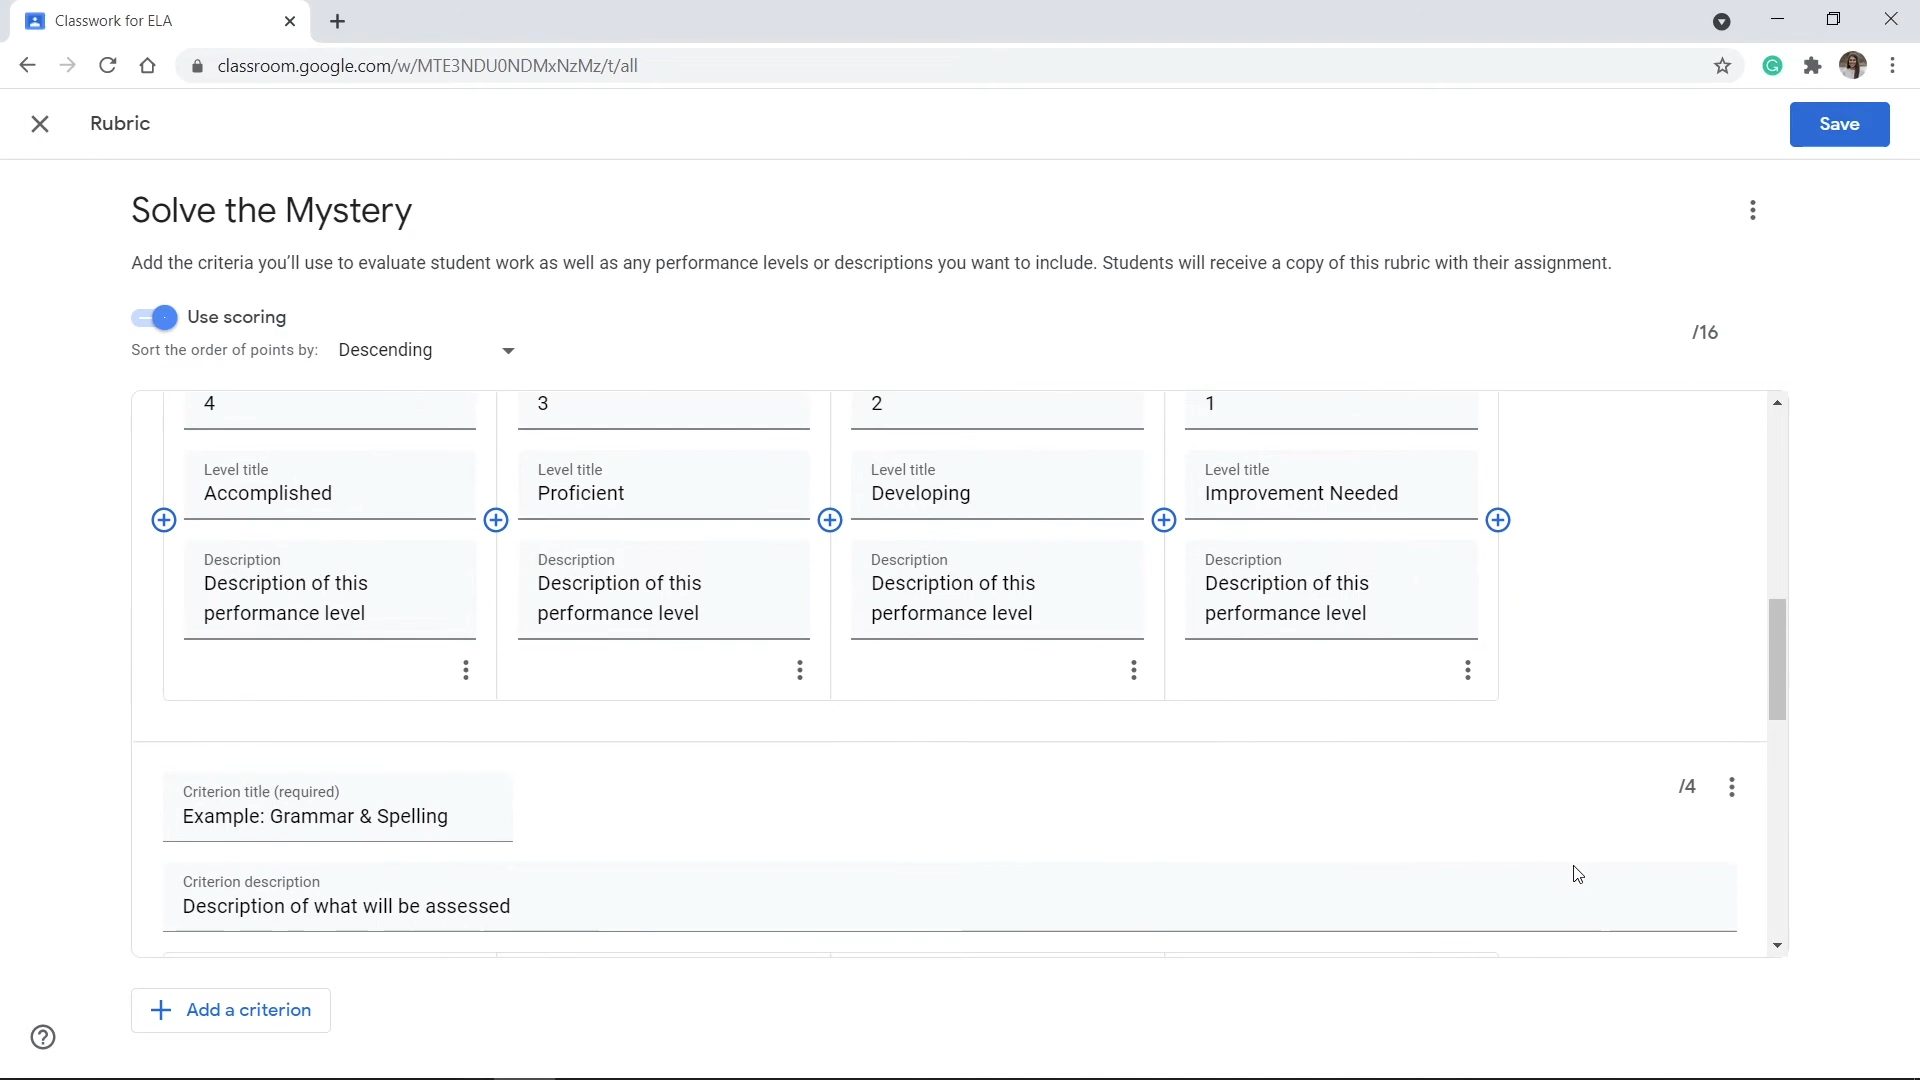 Classwork for ELA
classroom.google.com/w/MTE3NDU0NDMxNzMz/t/all
Rubric
Save
Solve the Mystery
Add the criteria you’ll use to evaluate student work as well as any performance levels or descriptions you want to include. Students will receive a copy of this rubric with their assignment.
Use scoring
/16
Sort the order of points by: Descending
4 3 2 1
Level title Level title Level title Level title
Accomplished Proficient Developing Improvement Needed
Description Description Description Description
Description of this Description of this Description of this Description of this
performance level performance level performance level performance level
Criterion title (required)
/4
Example: Grammar & Spelling
Criterion description
Description of what will be assessed
Add a criterion